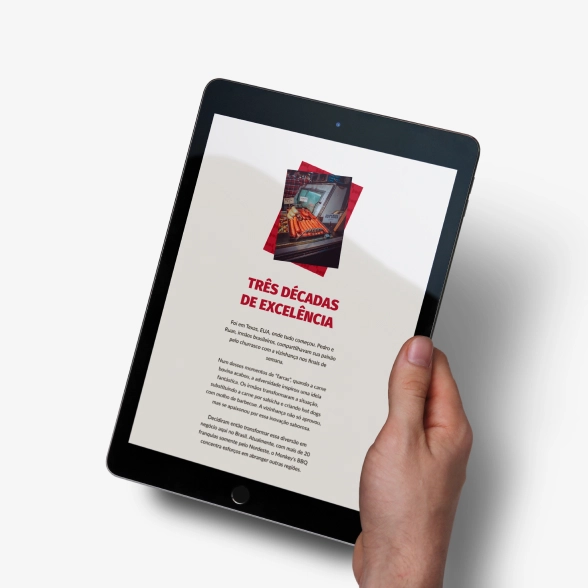 TRÊS DÉCADAS
DE EXCELÊNCIA
Foi em Texas, EUA, onde tudo começou. Pedro e
Ruan, irmãos brasileiros, compartilhavam sua paixão
pelo churrasco com a vizinhança nos finais de
semana.
Num desses momentos de "farras", quando a carne
bovina acabou, a adversidade inspirou uma ideia
fantástica. Os irmãos transformaram a situação,
substituindo a carne por salsicha e criando hot dogs
com molho de barbecue. A vizinhança não só aprovou,
mas se apaixonou por essa inovação saborosa.
Decidiram então transformar essa diversão em
negócio aqui no Brasil. Atualmente, com mais de 20
franquias somente pelo Nordeste, o Monkey's BBQ
concentra esforços em abranger outras regiões.